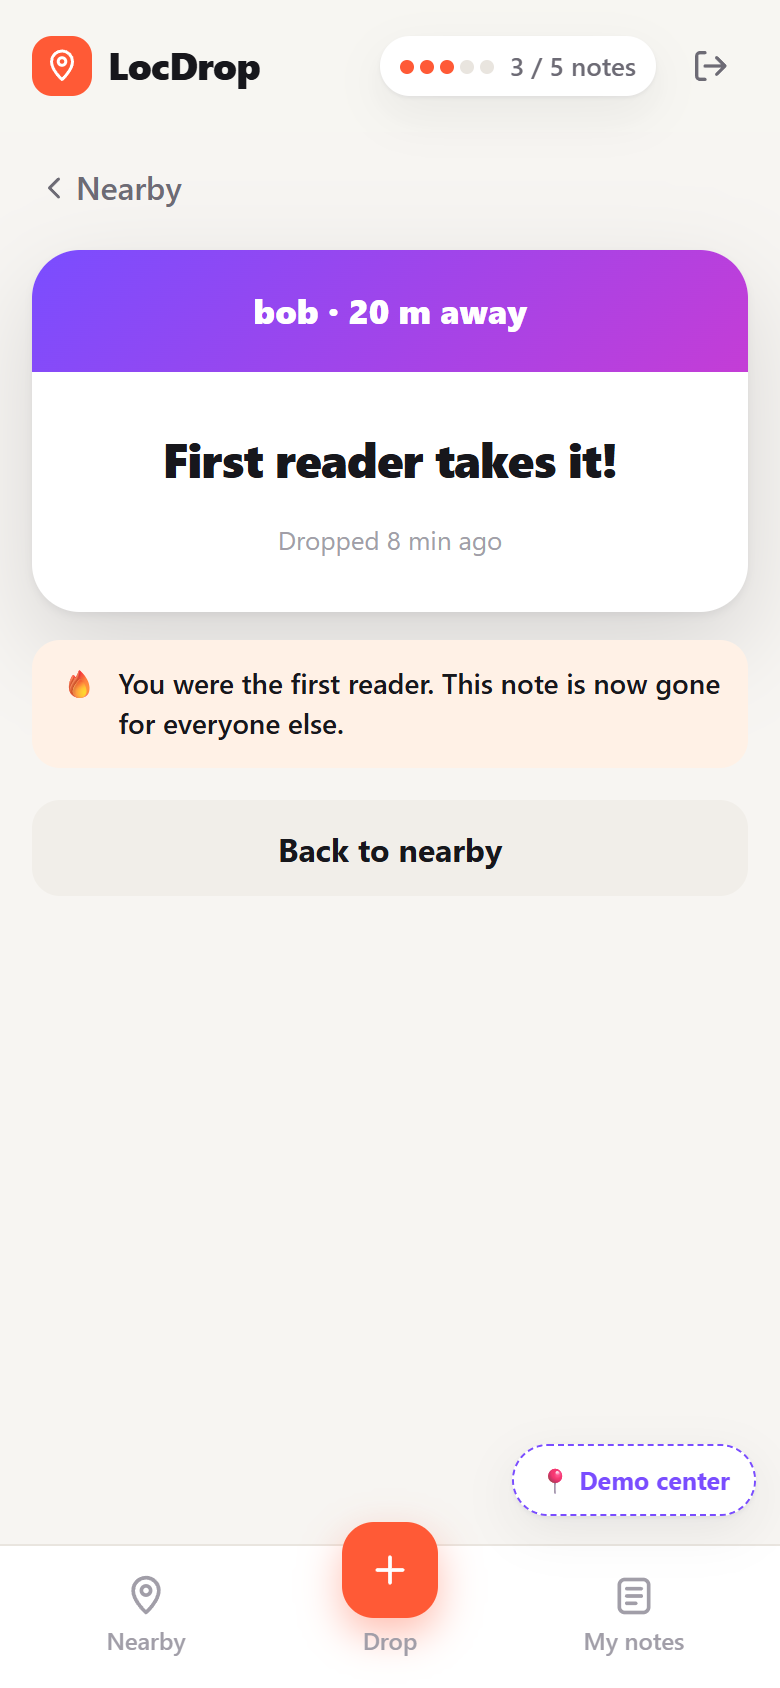 LocDrop
3 / 5 notes
Nearby
bob · 20 m away
First reader takes it!
Dropped 8 min ago
You were the first reader. This note is now gone
for everyone else.
Back to nearby
Demo center
Nearby
Drop
My notes